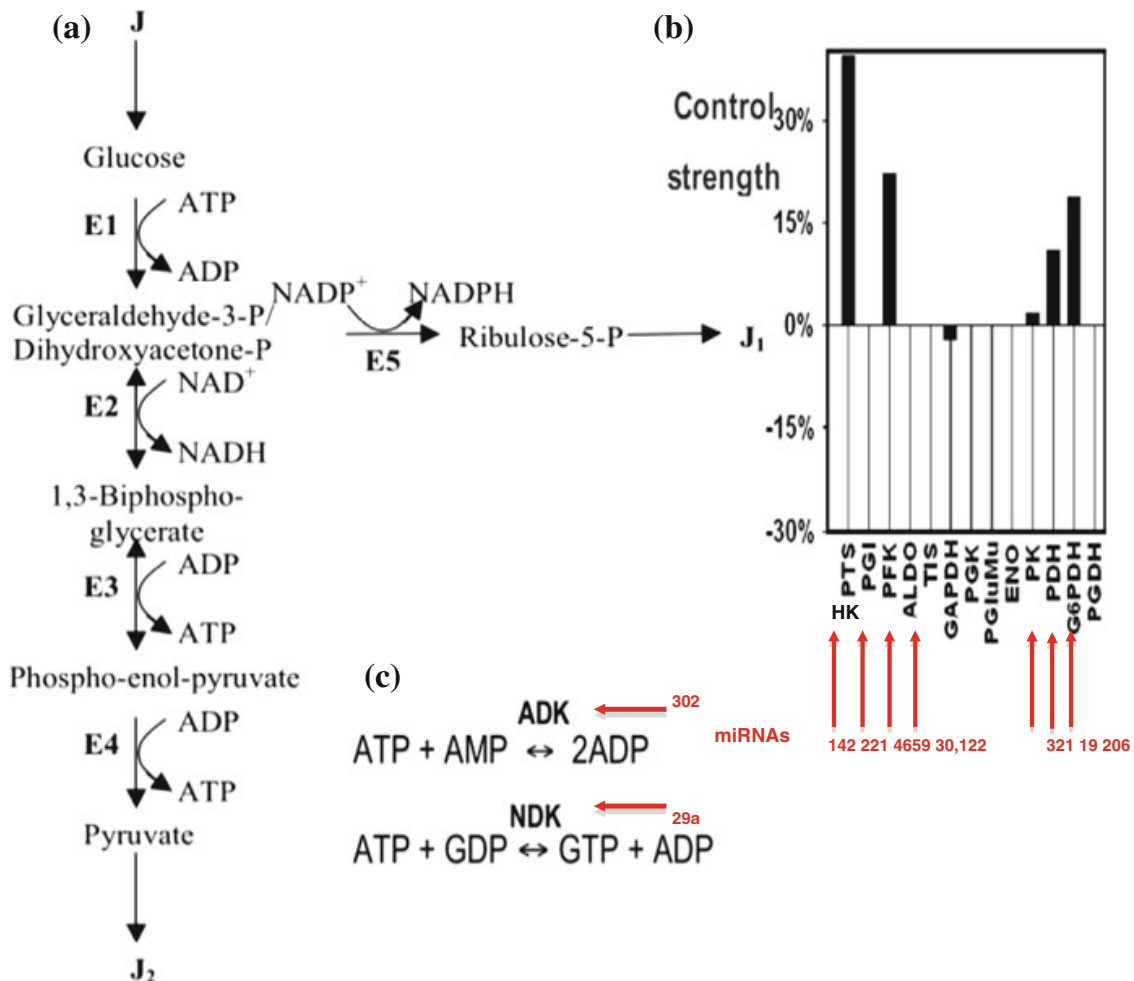 (a)
J
Glucose
E1
ATP
ADP
Glyceraldehyde-3-P/
Dihydroxyacetone-P
NADP+
NADPH
E5
Ribulose-5-P
J1
E2
NAD+
NADH
1,3-Biphospho-
glycerate
E3
ADP
ATP
Phospho-enol-pyruvate
E4
ADP
ATP
Pyruvate
J2
(b)
Control
strength
30%
15%
0%
-15%
-30%
PTS
PGI
PFK
ALDO
TIS
GAPDH
PGK
PGluMu
ENO
PK
PDH
G6PDH
PGDH
HK
miRNAs
142 221 4659 30,122
321 19 206
(c)
ADK
302
ATP + AMP ↔ 2ADP
NDK
29a
ATP + GDP ↔ GTP + ADP